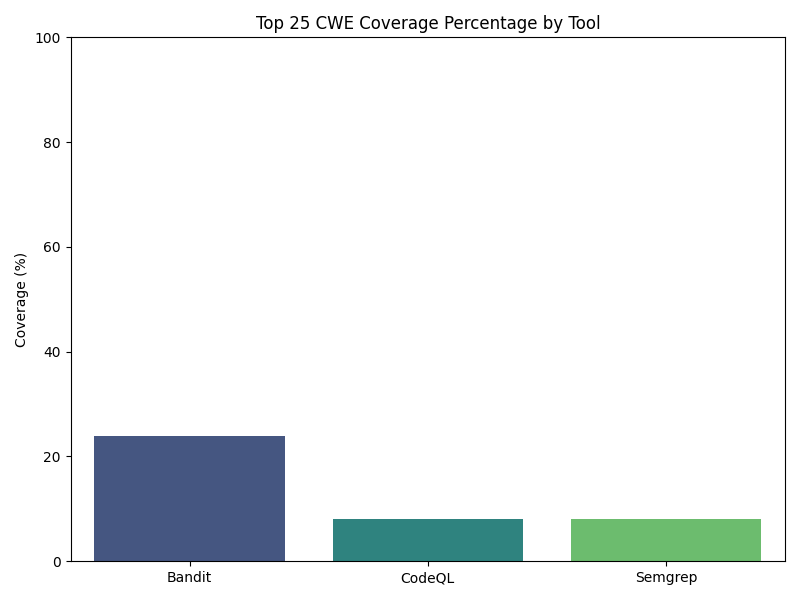 Top 25 CWE Coverage Percentage by Tool
100
80
60
40
20
0
Coverage (%)
Bandit
CodeQL
Semgrep